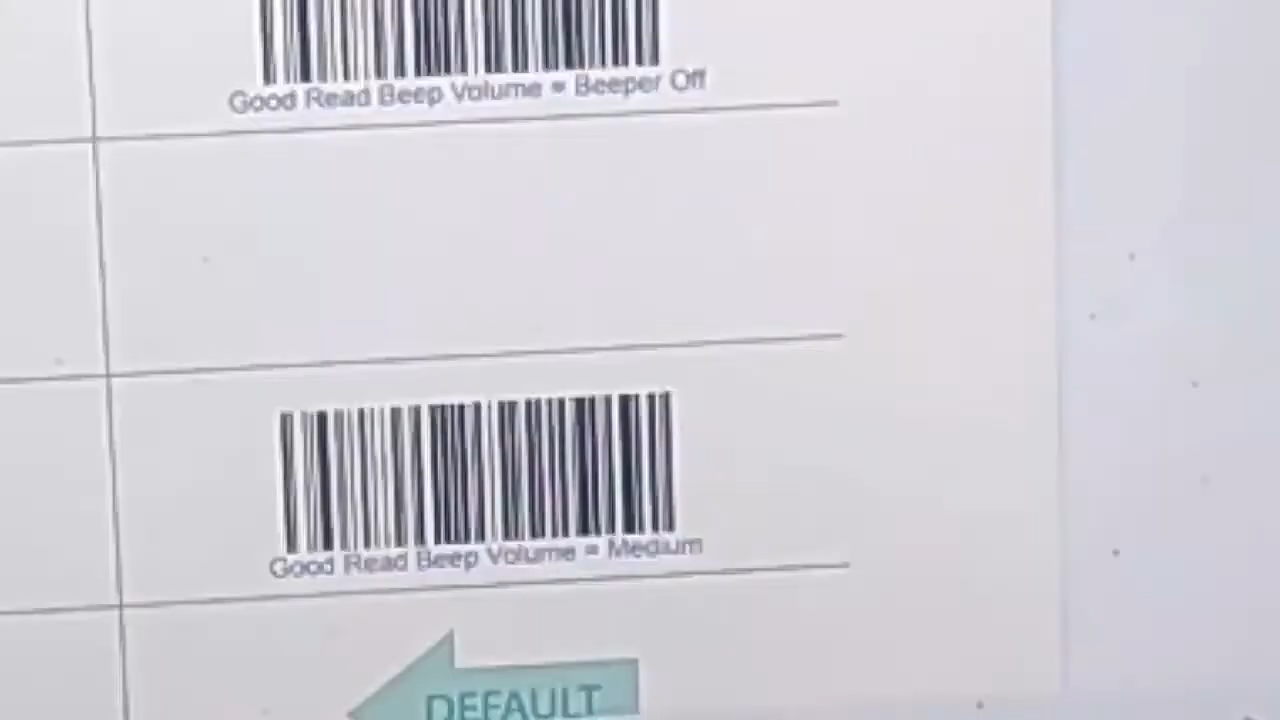 Good Read Beep Volume = Beeper Off
Good Read Beep Volume = Medium
DEFAULT